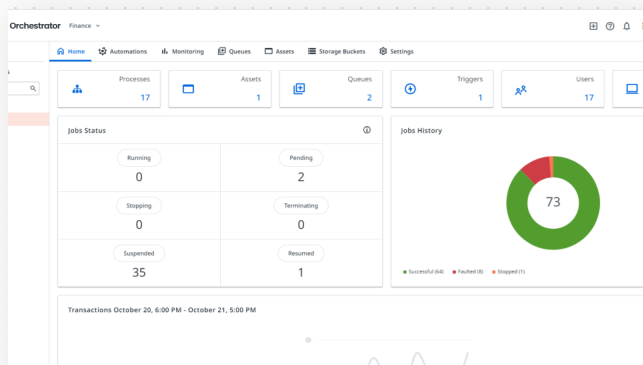 Orchestrator Finance
Home Automations Monitoring Queues Assets Storage Buckets Settings
Processes 17
Assets 1
Queues 2
Triggers 1
Users 17
Jobs Status
Running
0
Pending
2
Stopping
0
Terminating
0
Suspended
35
Resumed
1
Jobs History
73
Successful (64) Faulted (8) Stopped (1)
Transactions October 20, 6:00 PM - October 21, 5:00 PM